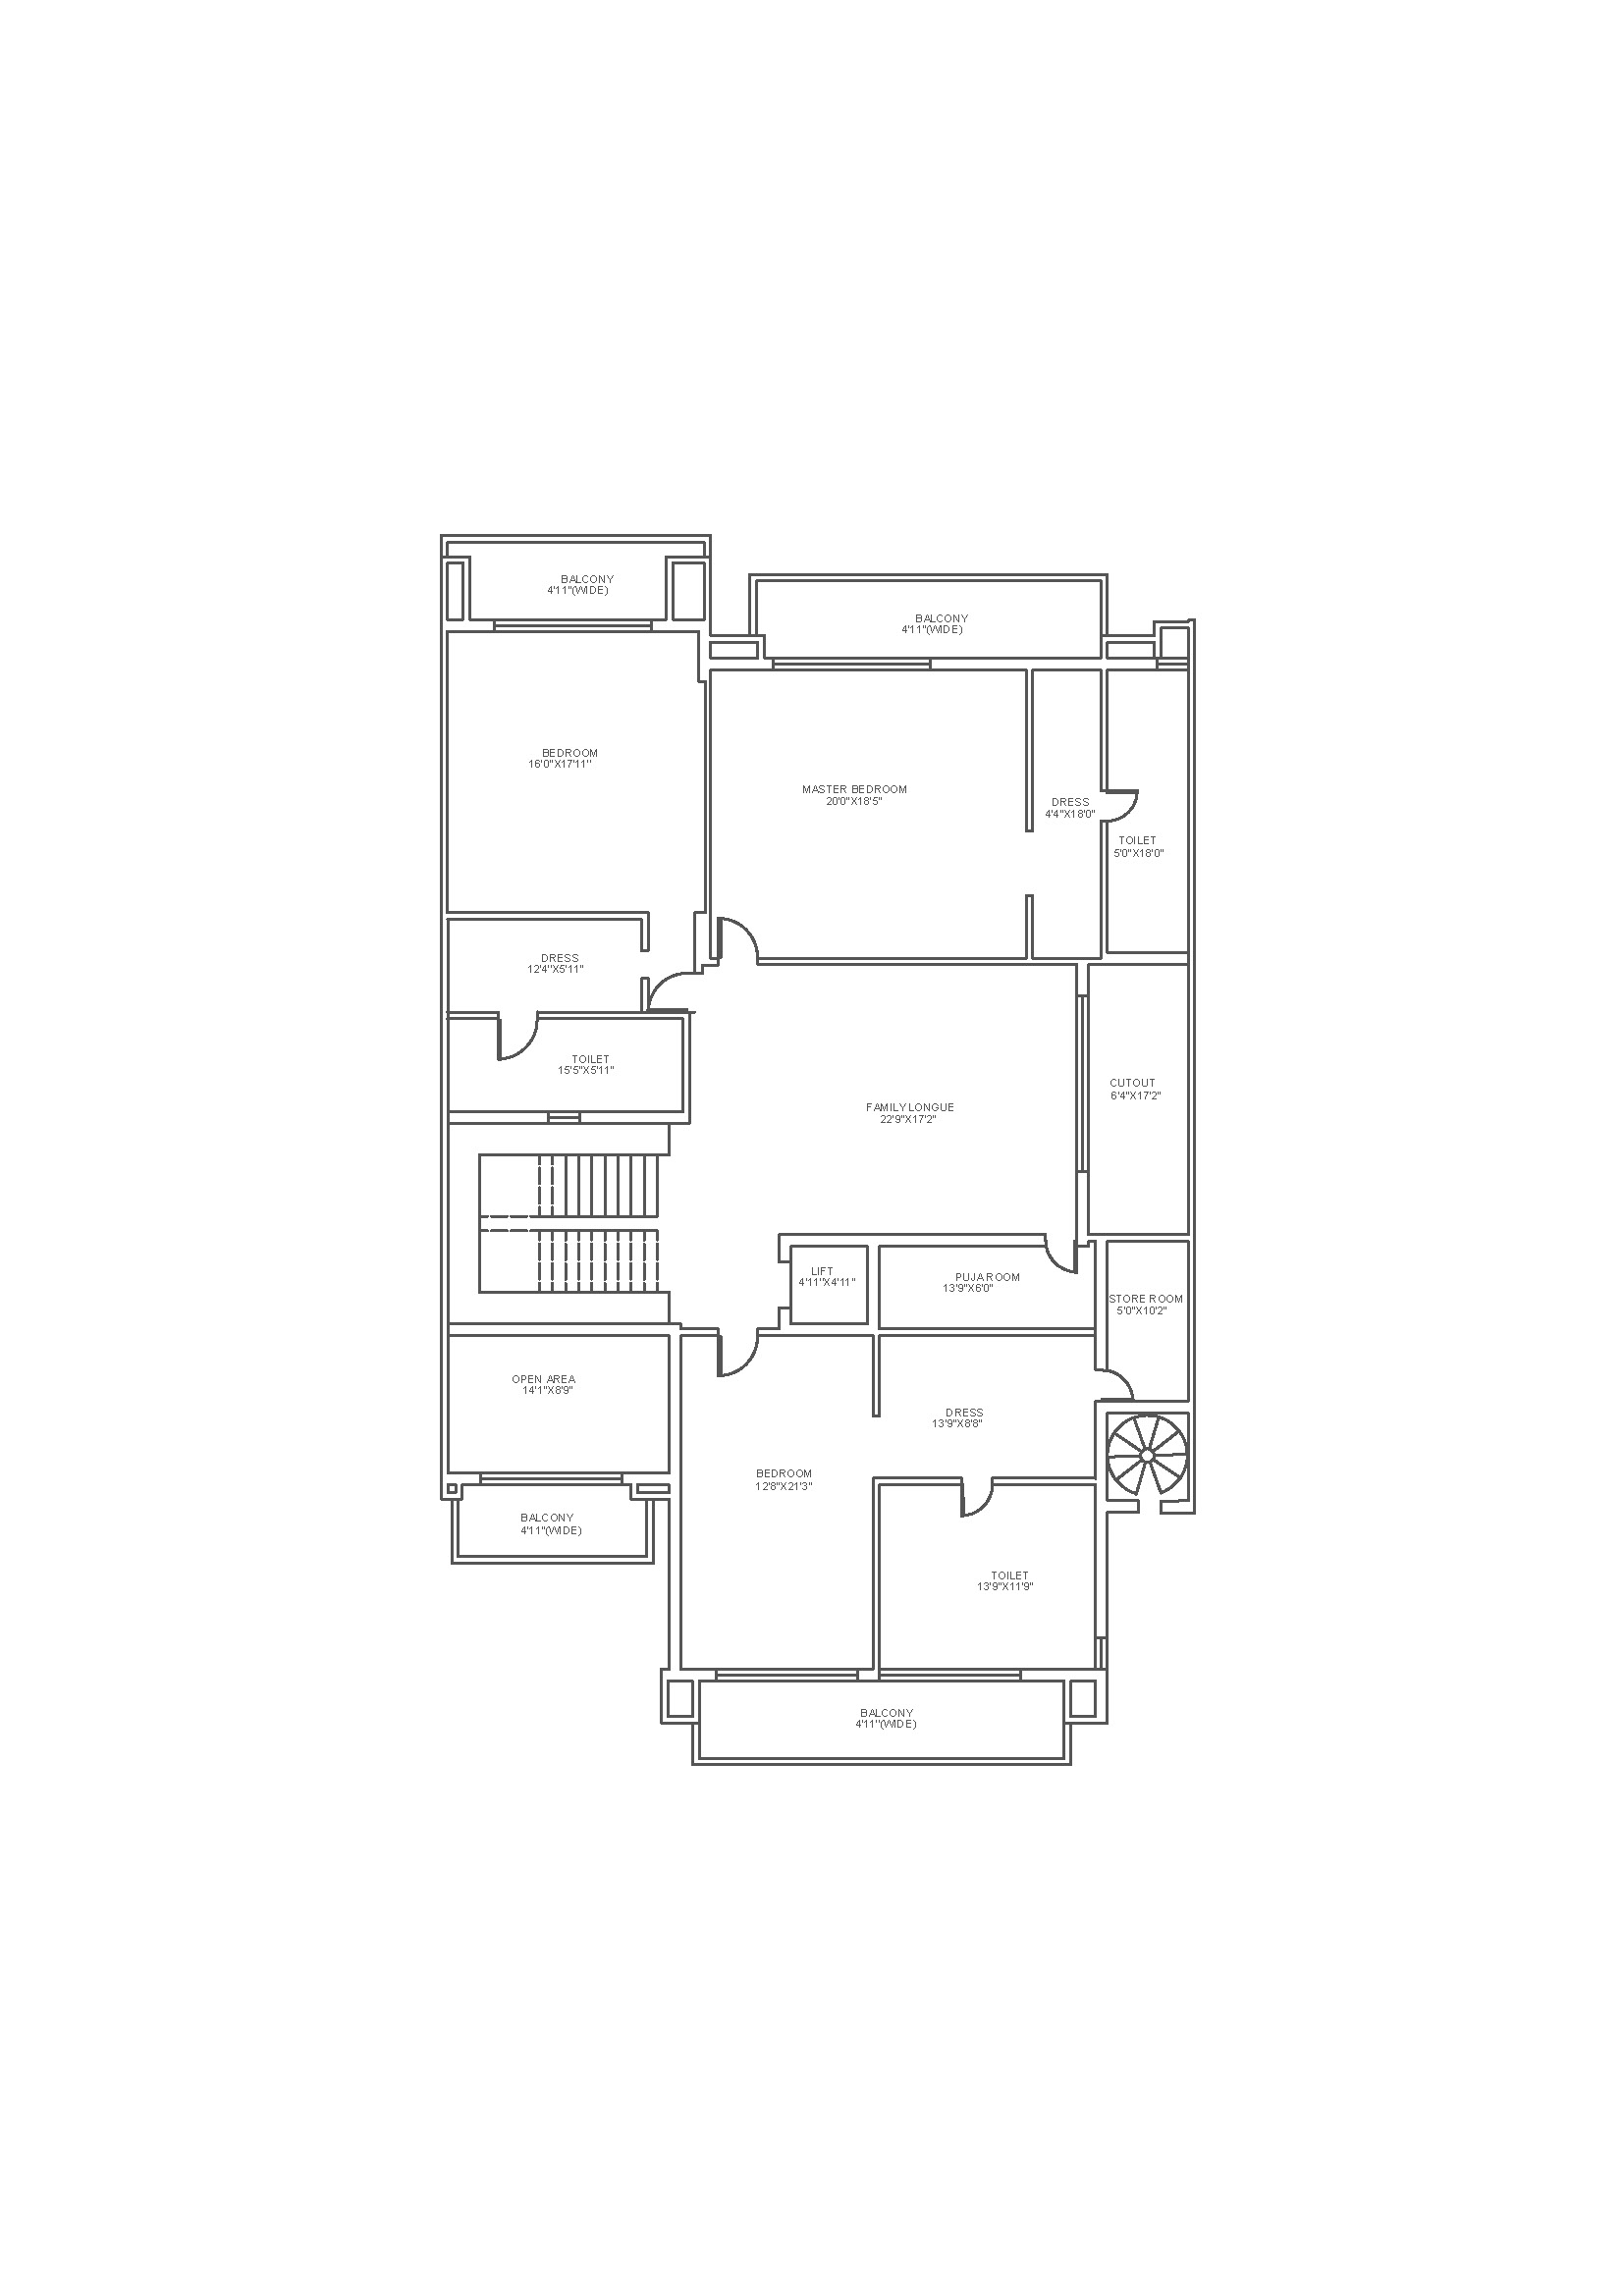 BALCONY
4'11"(WIDE)
BALCONY
4'11"(WIDE)
BEDROOM
16'0"X17'11"
MASTER BEDROOM
20'0"X18'5"
DRESS
4'4"X18'0"
TOILET
5'0"X18'0"
DRESS
12'4"X5'11"
TOILET
15'5"X5'11"
CUTOUT
6'4"X17'2"
FAMILY LONGUE
22'9"X17'2"
LIFT
4'11"X4'11"
PUJA ROOM
13'9"X6'0"
STORE ROOM
5'0"X10'2"
OPEN AREA
14'1"X8'9"
DRESS
13'9"X8'8"
BEDROOM
12'8"X21'3"
BALCONY
4'11"(WIDE)
TOILET
13'9"X11'9"
BALCONY
4'11"(WIDE)